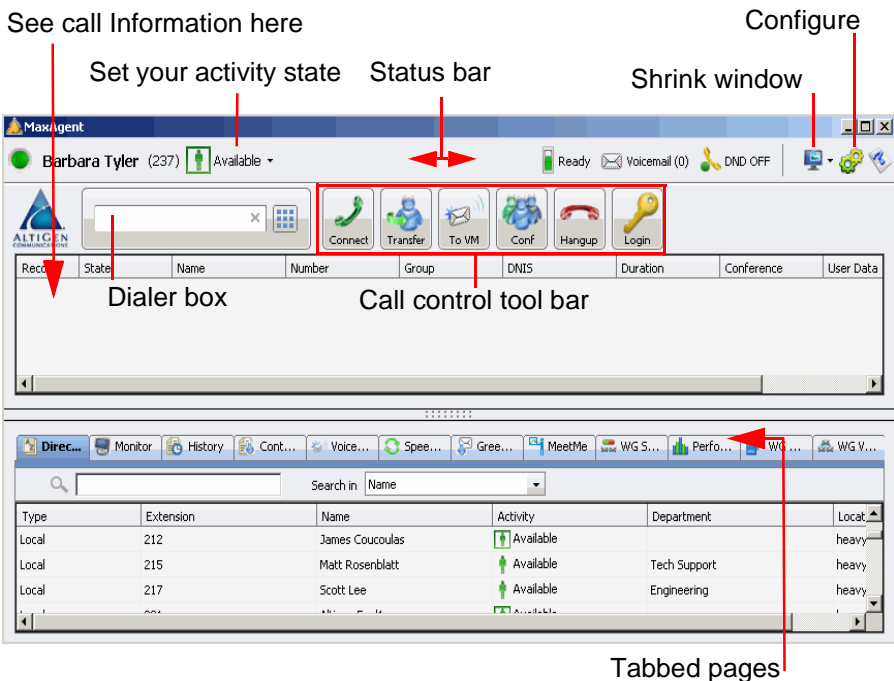 See call Information here
Configure
Set your activity state
Status bar
Shrink window
MaxAgent
Barbara Tyler (237) Available
Ready Voicemail (0) DND OFF
ALTIGEN
COMMUNICATIONS
Connect Transfer To VM Conf Hangup Login
State Name Number Group DNIS Duration Conference User Data
Dialer box
Call control tool bar
Direc... Monitor History Cont... Voice... Spee... Gree... MeetMe WG S... Perfo... WG ... WG V...
Search in Name
Type Extension Name Activity Department Locat
Local 212 James Coucoulas Available heavy
Local 215 Matt Rosenblatt Available Tech Support heavy
Local 217 Scott Lee Available Engineering heavy
Tabbed pages